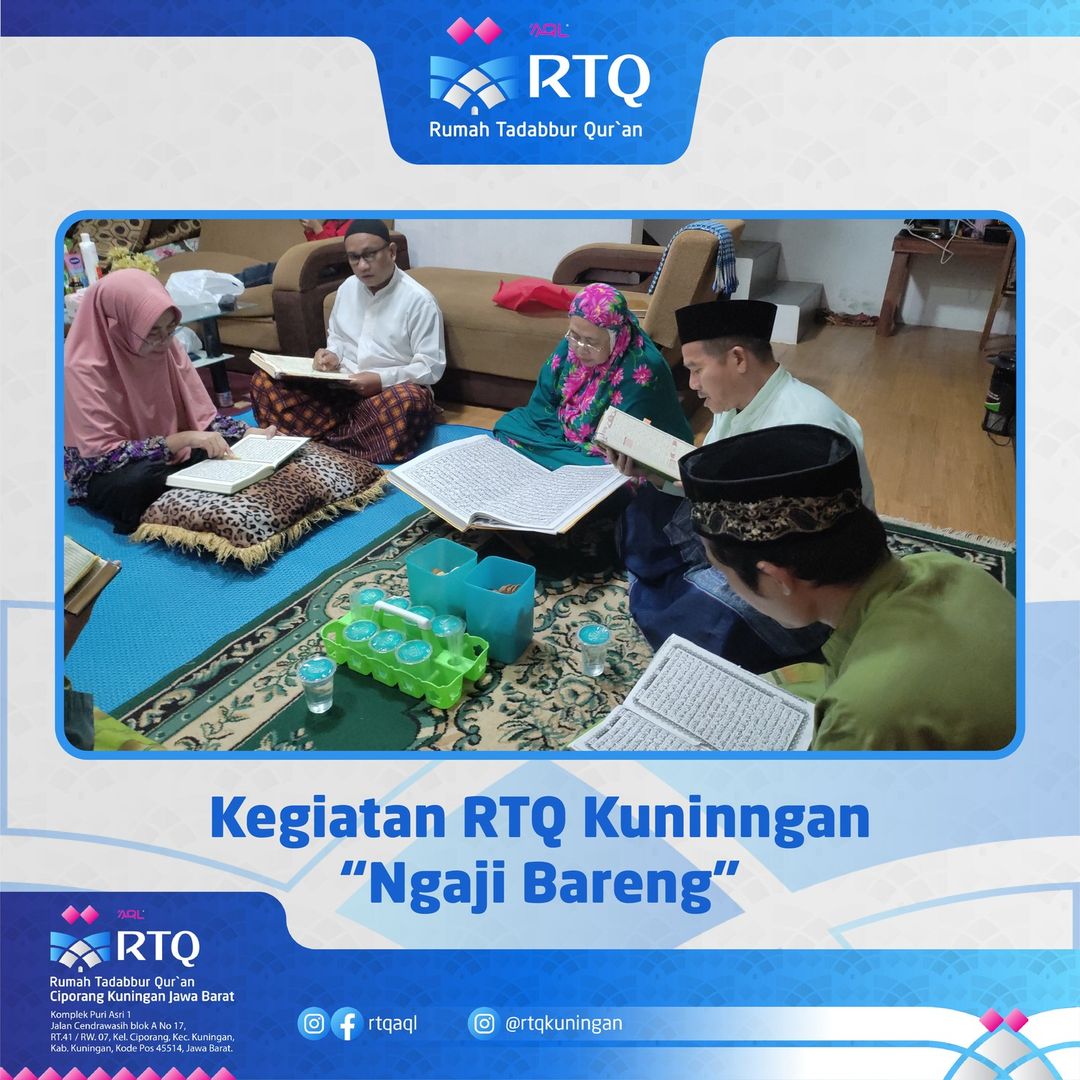 AQL
RTQ
Rumah Tadabbur Qur`an
Kegiatan RTQ Kuninngan
“Ngaji Bareng”
AQL
RTQ
Rumah Tadabbur Qur`an
Ciporang Kuningan Jawa Barat
Komplek Puri Asri 1
Jalan Cendrawasih blok A No 17,
RT.41 / RW. 07, Kel. Ciporang, Kec. Kuningan,
Kab. Kuningan, Kode Pos 45514, Jawa Barat.
rtqaql
@rtqkuningan